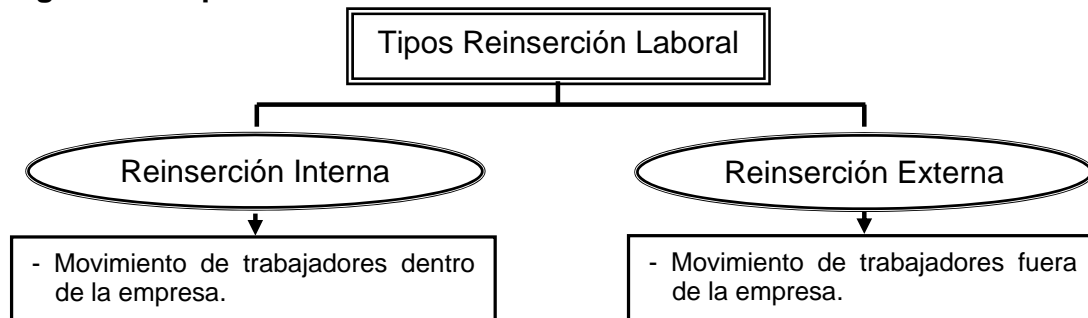 Tipos Reinserción Laboral
Reinserción Interna
Reinserción Externa
- Movimiento de trabajadores dentro
de la empresa.
- Movimiento de trabajadores fuera
de la empresa.